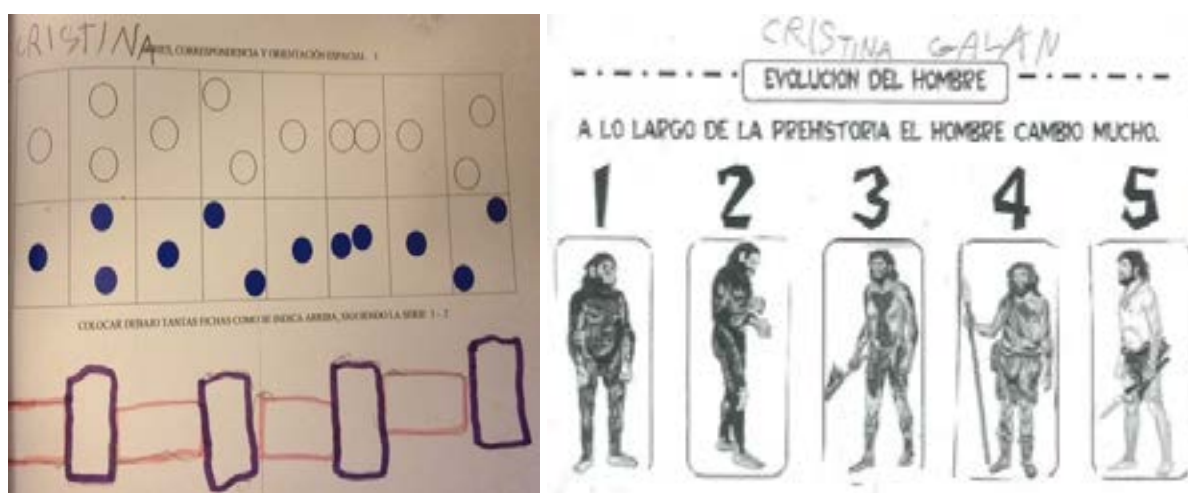 CRISTINA
SERIES, CORRESPONDENCIA Y ORIENTACIÓN ESPACIAL. 1
COLOCAR DEBAJO TANTAS FICHAS COMO SE INDICA ARRIBA, SIGUIENDO LA SERIE 1 - 2
CRISTINA GALAN
EVOLUCION DEL HOMBRE
A LO LARGO DE LA PREHISTORIA EL HOMBRE CAMBIO MUCHO.
1 2 3 4 5